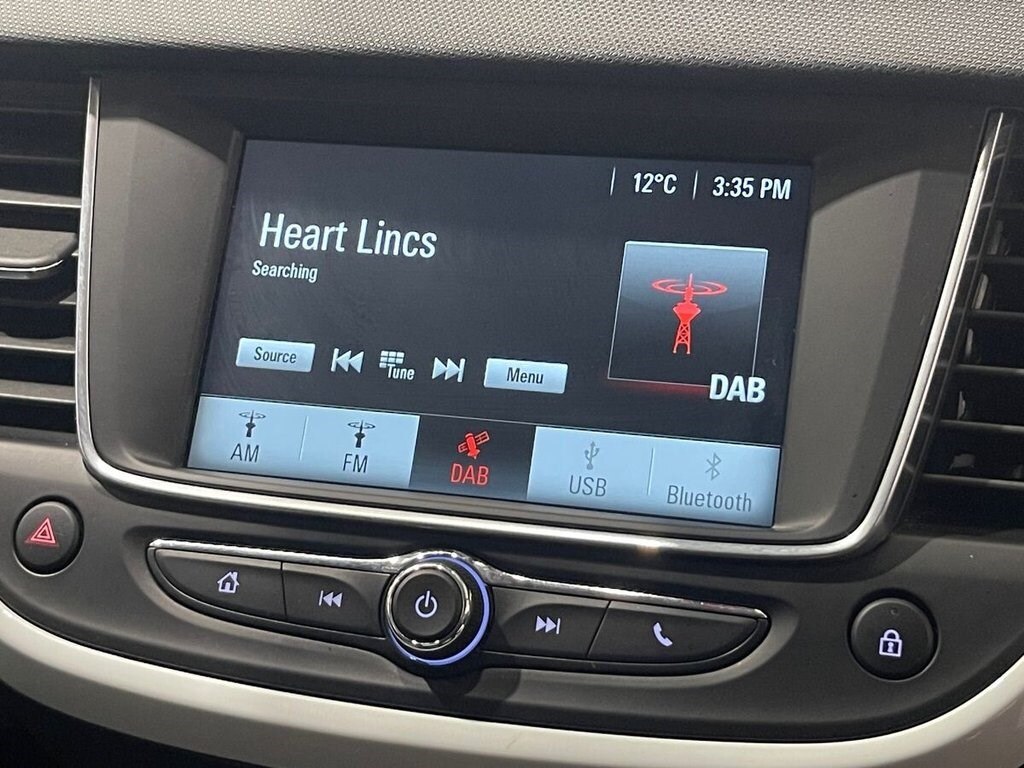 12°C 3:35 PM
Heart Lincs
Searching
Source Tune Menu
DAB
AM FM DAB USB Bluetooth